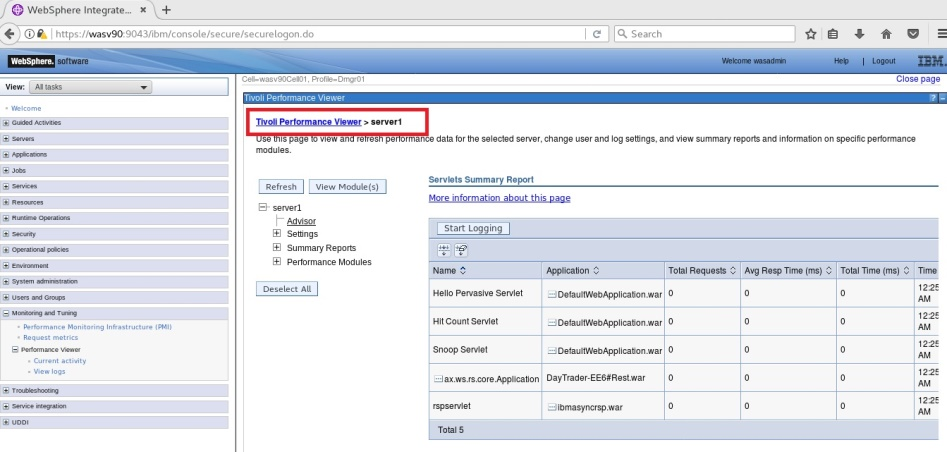 WebSphere Integrate...
https://wasv90:9043/ibm/console/secure/securelogon.do
Search
WebSphere. software
Welcome wasadmin
Help | Logout
IBM.
View: All tasks
Cell=wasv90Cell01, Profile=Dmgr01
Close page
Welcome
Guided Activities
Servers
Applications
Jobs
Services
Resources
Runtime Operations
Security
Operational policies
Environment
System administration
Users and Groups
Monitoring and Tuning
Performance Monitoring Infrastructure (PMI)
Request metrics
Performance Viewer
Current activity
View logs
Troubleshooting
Service integration
UDDI
Tivoli Performance Viewer
Tivoli Performance Viewer > server1
Use this page to view and refresh performance data for the selected server, change user and log settings, and view summary reports and information on specific performance
modules.
Refresh View Module(s)
server1
Advisor
Settings
Summary Reports
Performance Modules
Deselect All
Servlets Summary Report
More information about this page
Start Logging
Name Application Total Requests Avg Resp Time (ms) Total Time (ms) Time
Hello Pervasive Servlet DefaultWebApplication.war 0 0 0 12:25
AM
Hit Count Servlet DefaultWebApplication.war 0 0 0 12:25
AM
Snoop Servlet DefaultWebApplication.war 0 0 0 12:25
AM
ax.ws.rs.core.Application DayTrader-EE6#Rest.war 0 0 0 12:25
AM
rspservlet ibmasyncrsp.war 0 0 0 12:25
AM
Total 5